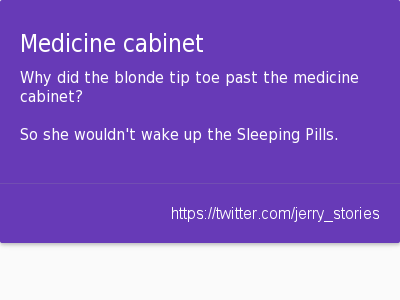 Medicine cabinet
Why did the blonde tip toe past the medicine
cabinet?
So she wouldn't wake up the Sleeping Pills.
https://twitter.com/jerry_stories